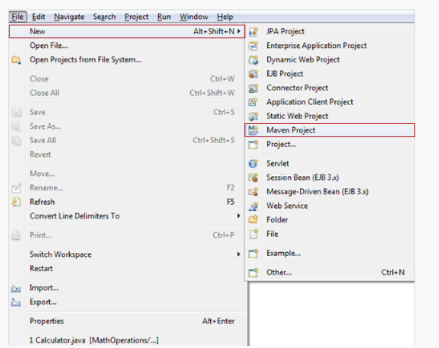 File Edit Navigate Search Project Run Window Help
New Alt+Shift+N
Open File...
Open Projects from File System...
Close Ctrl+W
Close All Ctrl+Shift+W
Save Ctrl+S
Save As...
Save All Ctrl+Shift+S
Revert
Move...
Rename... F2
Refresh F5
Convert Line Delimiters To
Print... Ctrl+P
Switch Workspace
Restart
Import...
Export...
Properties Alt+Enter
1 Calculator.java [MathOperations/...]
JPA Project
Enterprise Application Project
Dynamic Web Project
EJB Project
Connector Project
Application Client Project
Static Web Project
Maven Project
Project...
Servlet
Session Bean (EJB 3.x)
Message-Driven Bean (EJB 3.x)
Web Service
Folder
File
Example...
Other... Ctrl+N